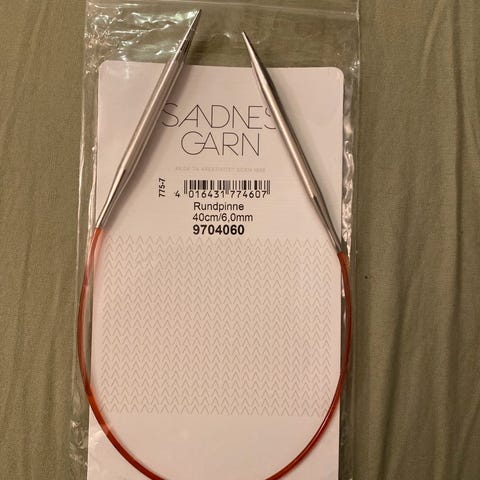 SANDNES
GARN
775-7
4 016431 774607
Rundpinne
40cm/6,0mm
9704060